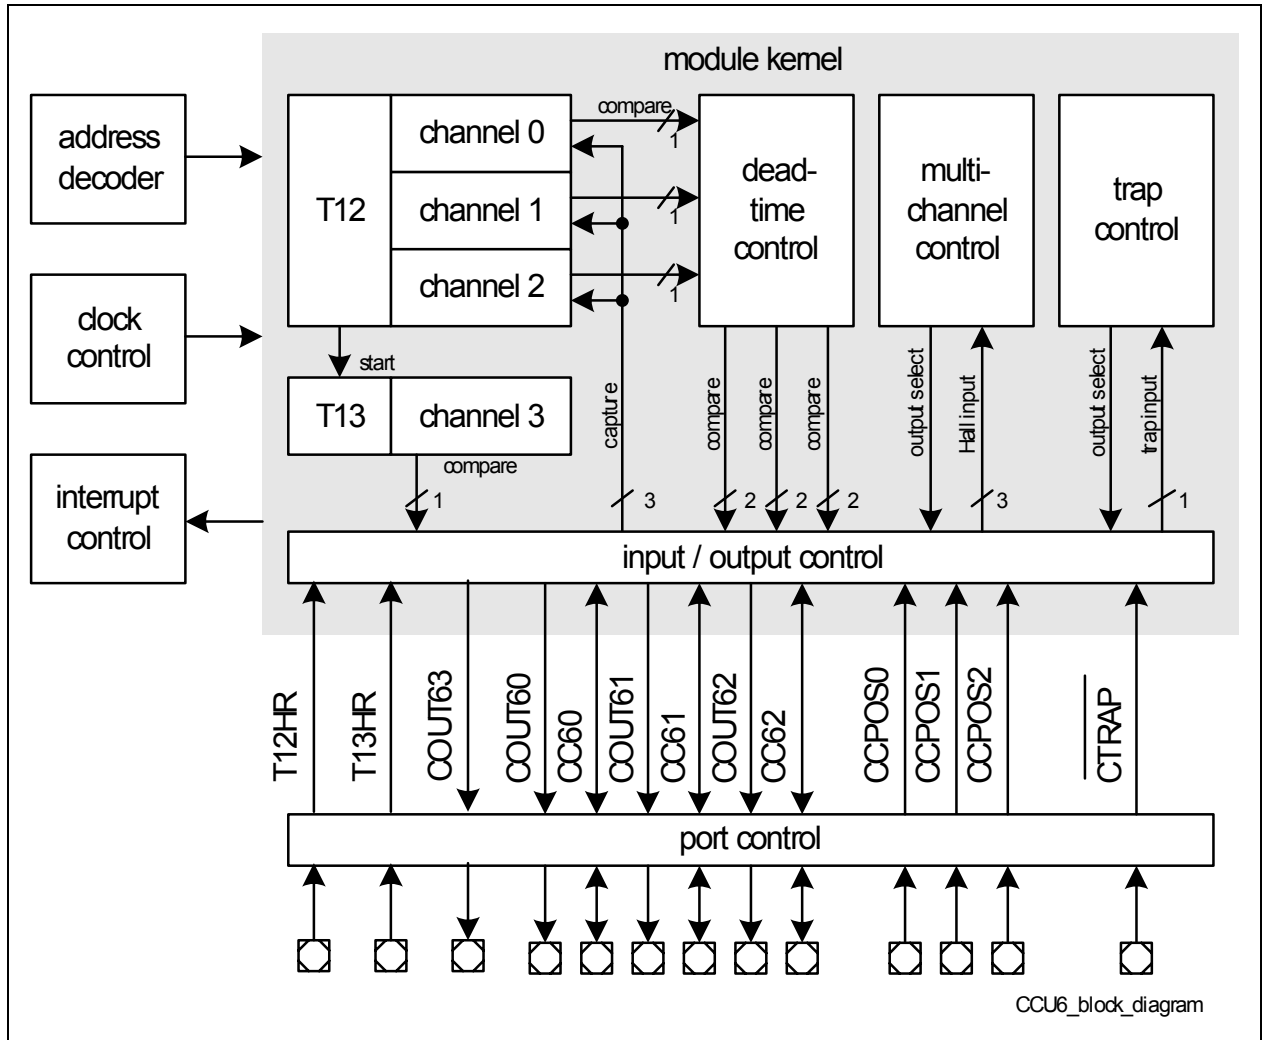 module kernel
address
decoder
clock
control
interrupt
control
T12
channel 0
channel 1
channel 2
compare
1
1
1
dead-
time
control
multi-
channel
control
trap
control
start
T13
channel 3
compare
1
capture
3
compare
2
compare
2
compare
2
output select
Hall input
3
output select
trap input
1
input / output control
T12HR
T13HR
COUT63
COUT60
CC60
COUT61
CC61
COUT62
CC62
CCPOS0
CCPOS1
CCPOS2
CTRAP
port control
CCU6_block_diagram